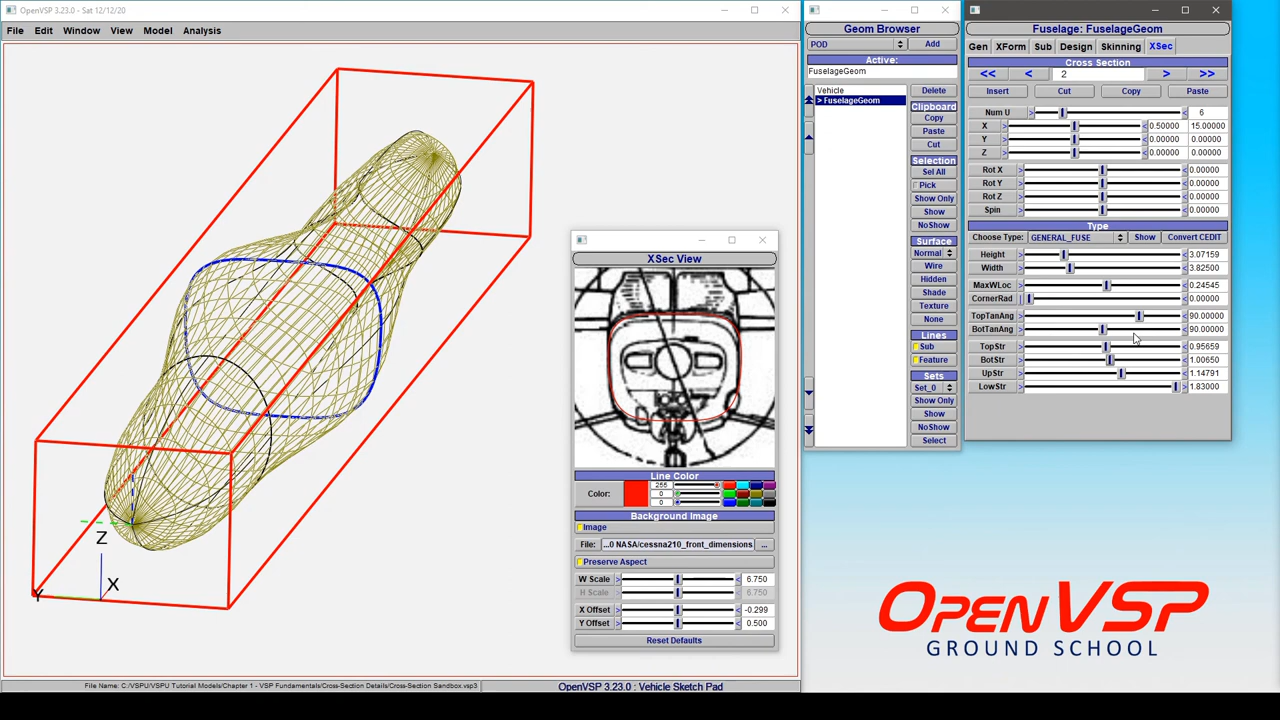 OpenVSP 3.23.0 - Sat 12/12/20
File Edit Window View Model Analysis
Z
X
Y
File Name: C:/VSPU/VSPU Tutorial Models/Chapter 1 - VSP Fundamentals/Cross-Section Details/Cross-Section Sandbox.vsp3
OpenVSP 3.23.0 : Vehicle Sketch Pad
XSec View
Line Color
Color:
255
0
0
Background Image
Image
File: ...0 NASA/cessna210_front_dimensions. ...
Preserve Aspect
W Scale > < 6.750
H Scale > < 6.750
X Offset > < -0.299
Y Offset > < 0.500
Reset Defaults
Geom Browser
POD Add
Active:
FuselageGeom
Vehicle
> FuselageGeom
Delete
Clipboard
Copy
Paste
Cut
Selection
Sel All
Pick
Show Only
Show
NoShow
Surface
Normal
Wire
Hidden
Shade
Texture
None
Lines
Sub
Feature
Sets
Set_0
Show Only
Show
NoShow
Select
Fuselage: FuselageGeom
Gen XForm Sub Design Skinning XSec
Cross Section
<< < 2 > >>
Insert Cut Copy Paste
Num U > < 6
X > < 0.50000 15.00000
Y > < 0.00000 0.00000
Z > < 0.00000 0.00000
Rot X > < 0.00000
Rot Y > < 0.00000
Rot Z > < 0.00000
Spin > < 0.00000
Type
Choose Type: GENERAL_FUSE Show Convert CEDIT
Height > < 3.07159
Width > < 3.82500
MaxWLoc > < 0.24545
CornerRad | < 0.00000
TopTanAng > < 90.00000
BotTanAng > < 90.00000
TopStr > < 0.95659
BotStr > < 1.00650
UpStr > < 1.14791
LowStr > > 1.83000
OPENVSP
GROUND SCHOOL